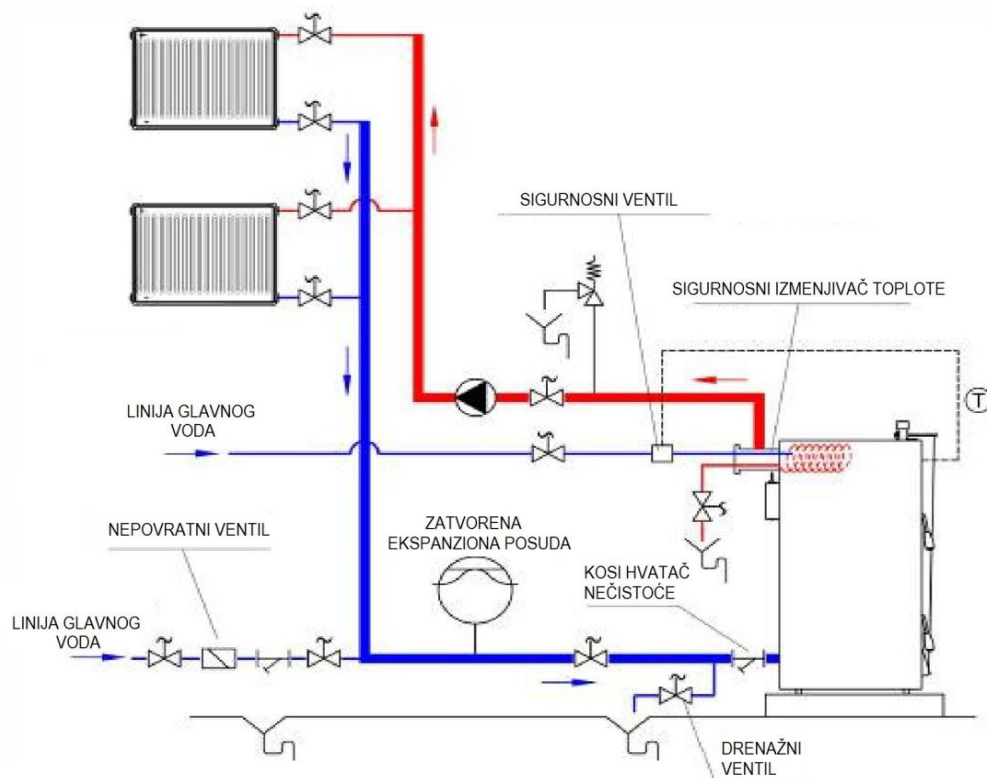 SIGURNOSNI VENTIL
SIGURNOSNI IZMENJIVAČ TOPLOTE
T
LINIJA GLAVNOG
VODA
NEPOVRATNI VENTIL
ZATVORENA
EKSPANZIONA POSUDA
KOSI HVATAČ
NEČISTOĆE
LINIJA GLAVNOG
VODA
DRENAŽNI
VENTIL